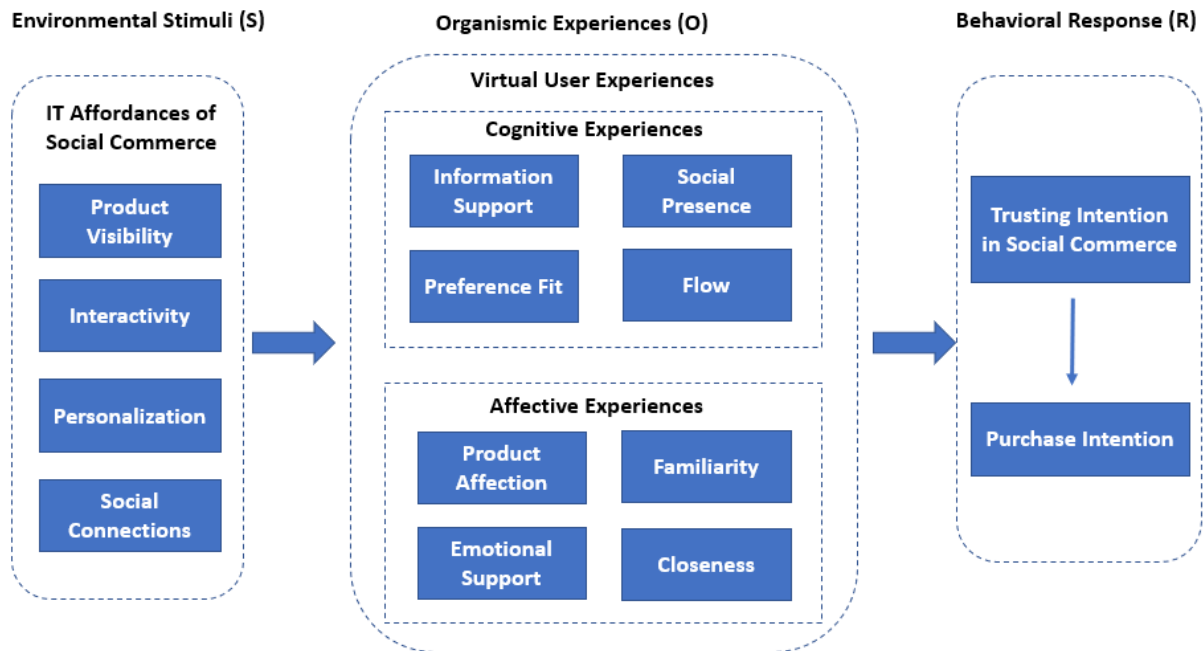 Environmental Stimuli (S)
Organismic Experiences (O)
Behavioral Response (R)
IT Affordances of
Social Commerce
Product
Visibility
Interactivity
Personalization
Social
Connections
Virtual User Experiences
Cognitive Experiences
Information
Support
Social
Presence
Preference Fit
Flow
Affective Experiences
Product
Affection
Familiarity
Emotional
Support
Closeness
Trusting Intention
in Social Commerce
Purchase Intention